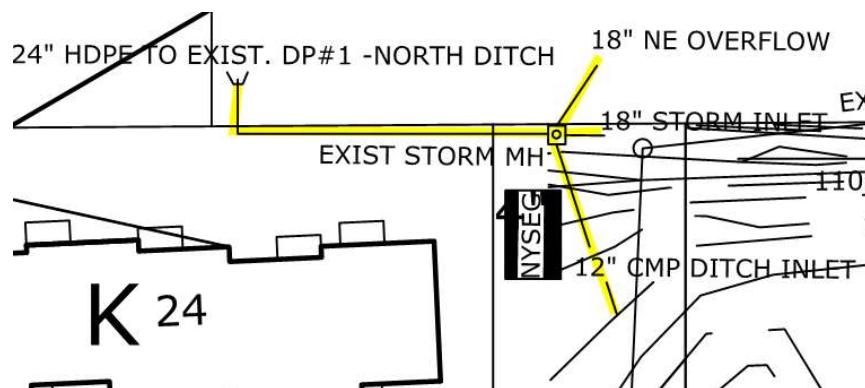 18" NE OVERFLOW
24" HDPE TO EXIST. DP#1 -NORTH DITCH
18" STORM INLET
EXIST STORM MH
110
NYSEG
12" CMP DITCH INLET
K 24